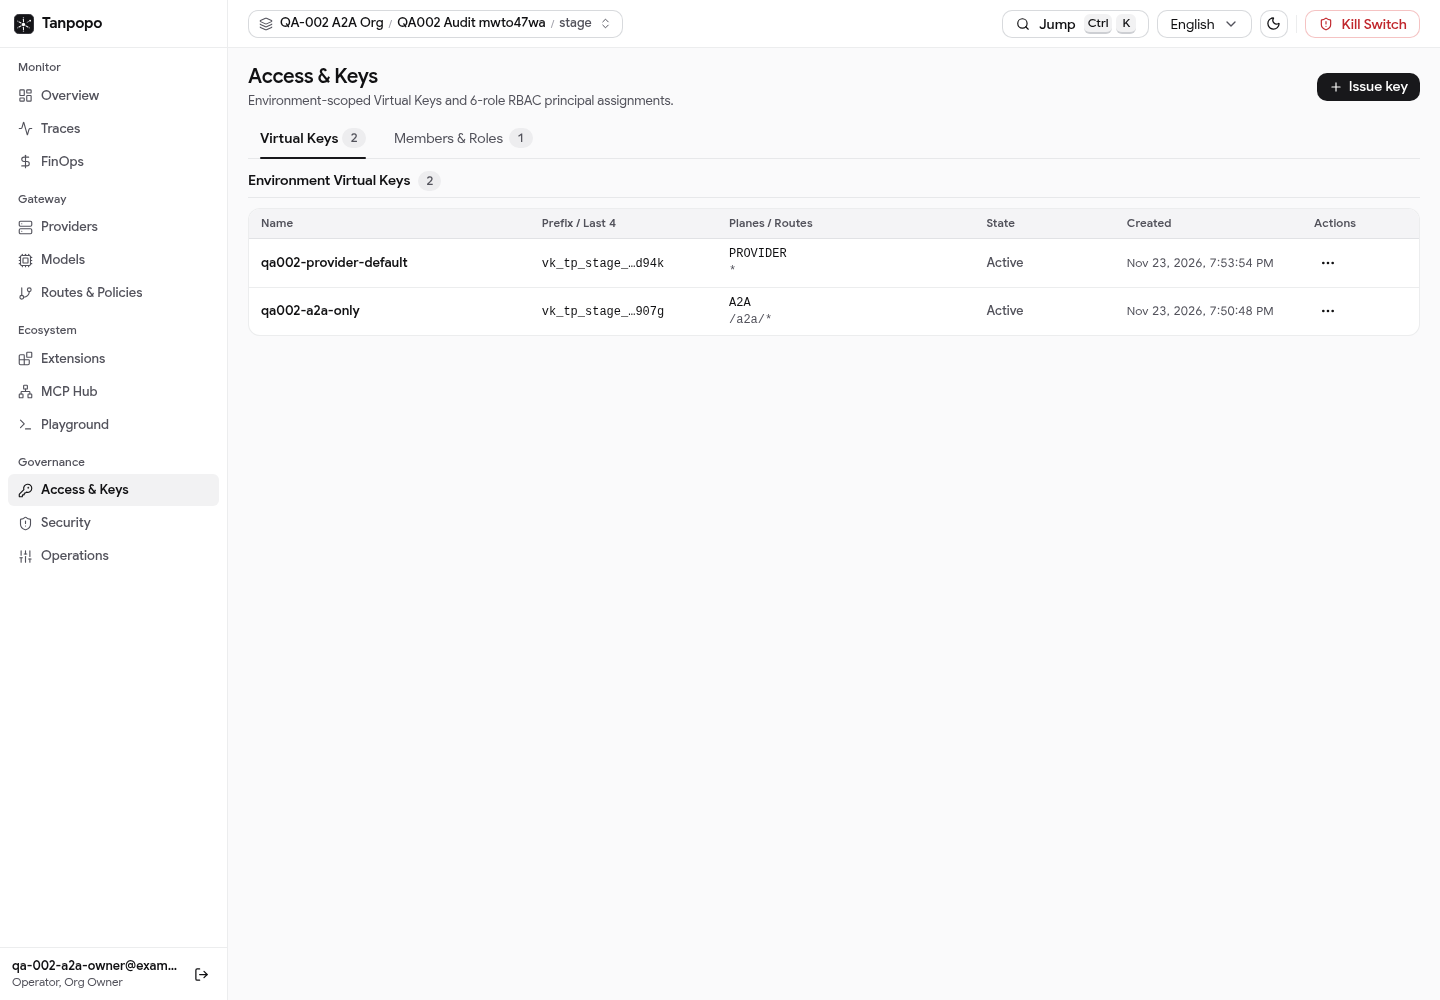 Tanpopo
QA-002 A2A Org / QA002 Audit mwto47wa / stage
Jump Ctrl K
English
Kill Switch
Monitor
Overview
Traces
FinOps
Gateway
Providers
Models
Routes & Policies
Ecosystem
Extensions
MCP Hub
Playground
Governance
Access & Keys
Security
Operations
qa-002-a2a-owner@exam...
Operator, Org Owner
Access & Keys
Environment-scoped Virtual Keys and 6-role RBAC principal assignments.
Issue key
Virtual Keys 2
Members & Roles 1
Environment Virtual Keys 2
Name Prefix / Last 4 Planes / Routes State Created Actions
qa002-provider-default vk_tp_stage_…d94k PROVIDER Active Nov 23, 2026, 7:53:54 PM
*
qa002-a2a-only vk_tp_stage_…907g A2A Active Nov 23, 2026, 7:50:48 PM
/a2a/*